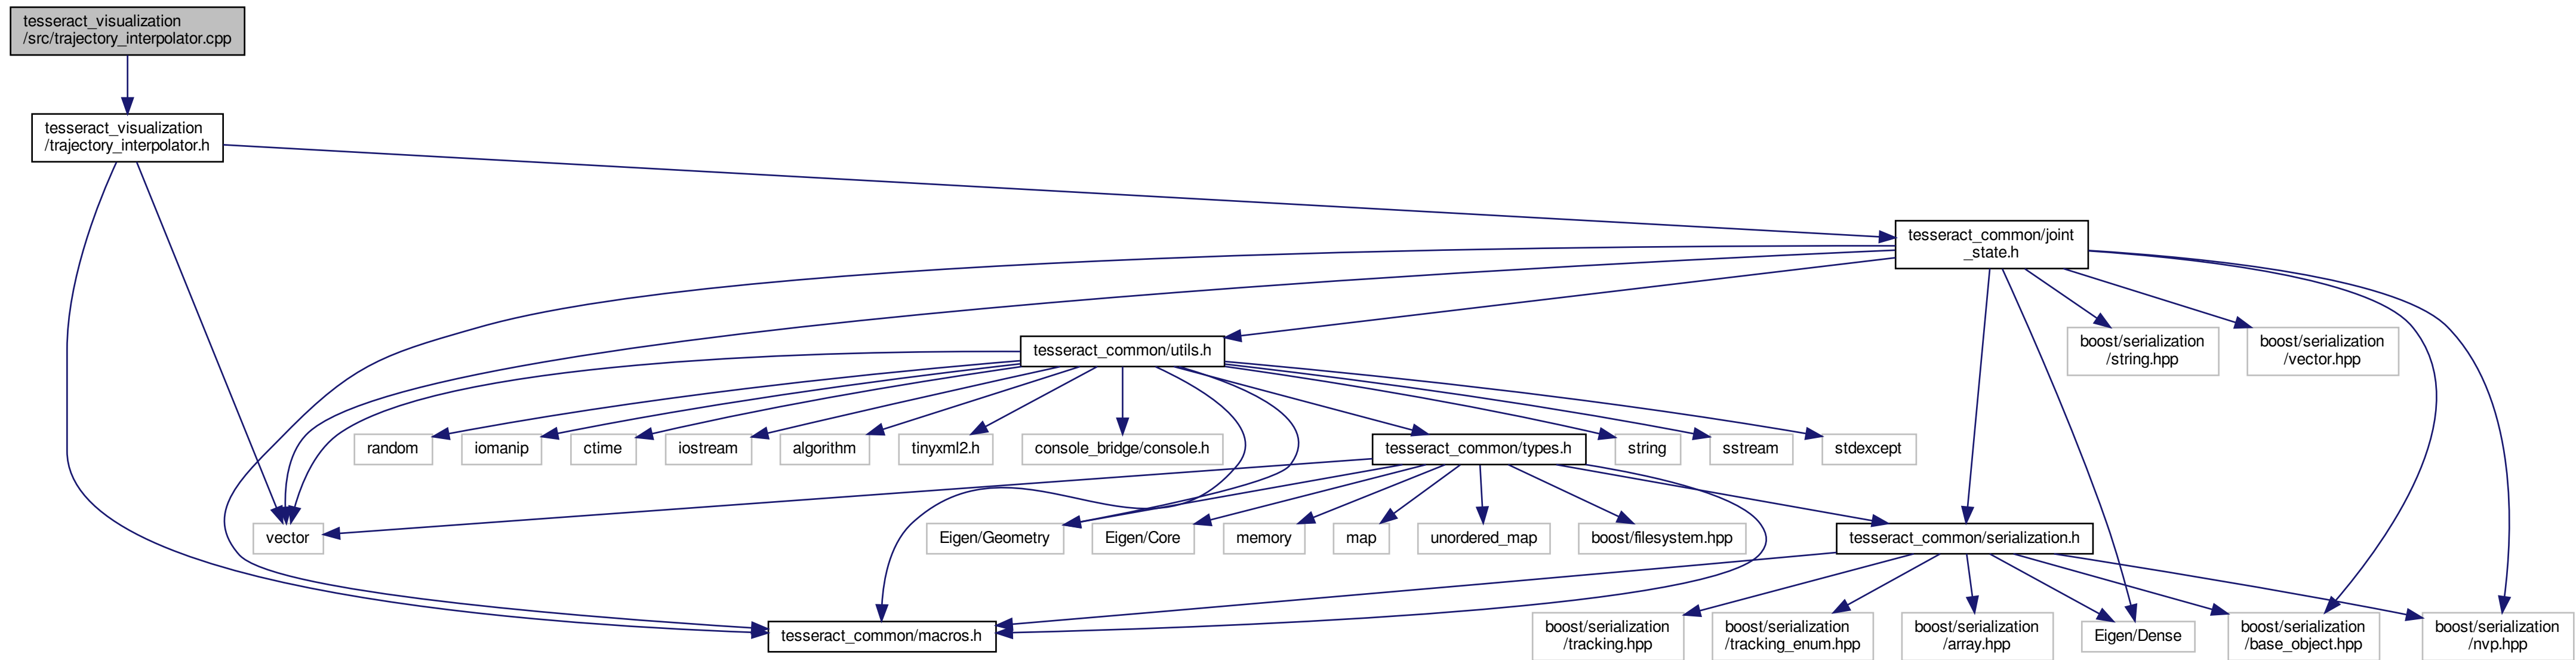 tesseract_visualization
/src/trajectory_interpolator.cpp
tesseract_visualization
/trajectory_interpolator.h
tesseract_common/joint
_state.h
tesseract_common/utils.h
boost/serialization
/string.hpp
boost/serialization
/vector.hpp
random
iomanip
ctime
iostream
algorithm
tinyxml2.h
console_bridge/console.h
tesseract_common/types.h
string
sstream
stdexcept
vector
Eigen/Geometry
Eigen/Core
memory
map
unordered_map
boost/filesystem.hpp
tesseract_common/serialization.h
tesseract_common/macros.h
boost/serialization
/tracking.hpp
boost/serialization
/tracking_enum.hpp
boost/serialization
/array.hpp
Eigen/Dense
boost/serialization
/base_object.hpp
boost/serialization
/nvp.hpp